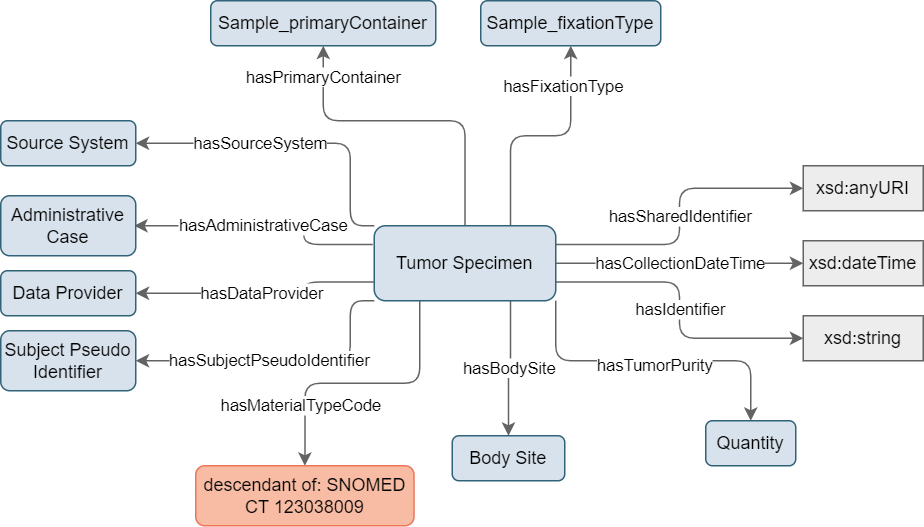 Sample_primaryContainer
Sample_fixationType
hasPrimaryContainer
hasFixationType
Source System
hasSourceSystem
xsd:anyURI
Administrative
Case
hasAdministrativeCase
hasSharedIdentifier
Tumor Specimen
hasCollectionDateTime
xsd:dateTime
Data Provider
hasDataProvider
hasIdentifier
xsd:string
Subject Pseudo
Identifier
hasSubjectPseudoIdentifier
hasBodySite
hasTumorPurity
hasMaterialTypeCode
Quantity
Body Site
descendant of: SNOMED
CT 123038009